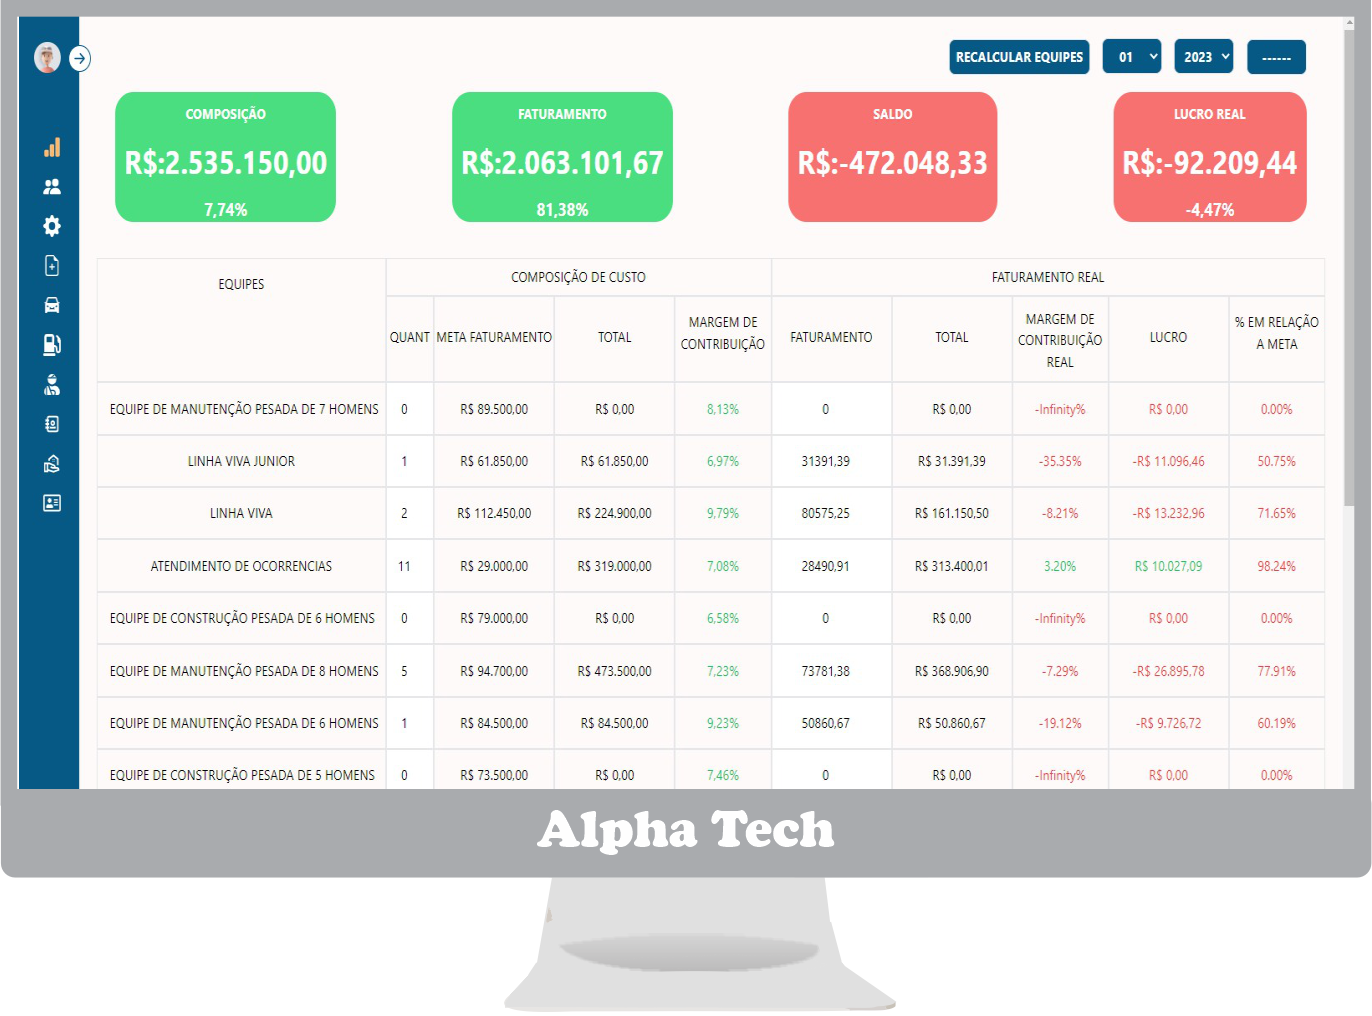 RECALCULAR EQUIPES 01 2023 ------
COMPOSIÇÃO
R$:2.535.150,00
7,74%
FATURAMENTO
R$:2.063.101,67
81,38%
SALDO
R$:-472.048,33
LUCRO REAL
R$:-92.209,44
-4,47%
EQUIPES COMPOSIÇÃO DE CUSTO FATURAMENTO REAL
QUANT META FATURAMENTO TOTAL MARGEM DE CONTRIBUIÇÃO FATURAMENTO TOTAL MARGEM DE CONTRIBUIÇÃO REAL LUCRO % EM RELAÇÃO A META
EQUIPE DE MANUTENÇÃO PESADA DE 7 HOMENS 0 R$ 89.500,00 R$ 0,00 8,13% 0 R$ 0,00 -Infinity% R$ 0,00 0.00%
LINHA VIVA JUNIOR 1 R$ 61.850,00 R$ 61.850,00 6,97% 31391,39 R$ 31.391,39 -35.35% -R$ 11.096,46 50.75%
LINHA VIVA 2 R$ 112.450,00 R$ 224.900,00 9,79% 80575,25 R$ 161.150,50 -8.21% -R$ 13.232,96 71.65%
ATENDIMENTO DE OCORRENCIAS 11 R$ 29.000,00 R$ 319.000,00 7,08% 28490,91 R$ 313.400,01 3.20% R$ 10.027,09 98.24%
EQUIPE DE CONSTRUÇÃO PESADA DE 6 HOMENS 0 R$ 79.000,00 R$ 0,00 6,58% 0 R$ 0,00 -Infinity% R$ 0,00 0.00%
EQUIPE DE MANUTENÇÃO PESADA DE 8 HOMENS 5 R$ 94.700,00 R$ 473.500,00 7,23% 73781,38 R$ 368.906,90 -7.29% -R$ 26.895,78 77.91%
EQUIPE DE MANUTENÇÃO PESADA DE 6 HOMENS 1 R$ 84.500,00 R$ 84.500,00 9,23% 50860,67 R$ 50.860,67 -19.12% -R$ 9.726,72 60.19%
EQUIPE DE CONSTRUÇÃO PESADA DE 5 HOMENS 0 R$ 73.500,00 R$ 0,00 7,46% 0 R$ 0,00 -Infinity% R$ 0,00 0.00%
Alpha Tech